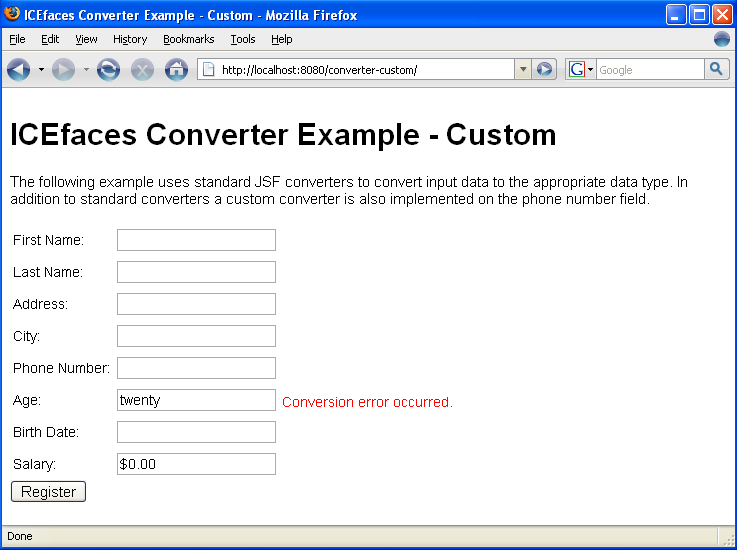 ICEfaces Converter Example - Custom - Mozilla Firefox
File Edit View History Bookmarks Tools Help
http://localhost:8080/converter-custom/ G Google
ICEfaces Converter Example - Custom
The following example uses standard JSF converters to convert input data to the appropriate data type. In
addition to standard converters a custom converter is also implemented on the phone number field.
First Name:
Last Name:
Address:
City:
Phone Number:
Age: twenty Conversion error occurred.
Birth Date:
Salary: $0.00
Register
Done